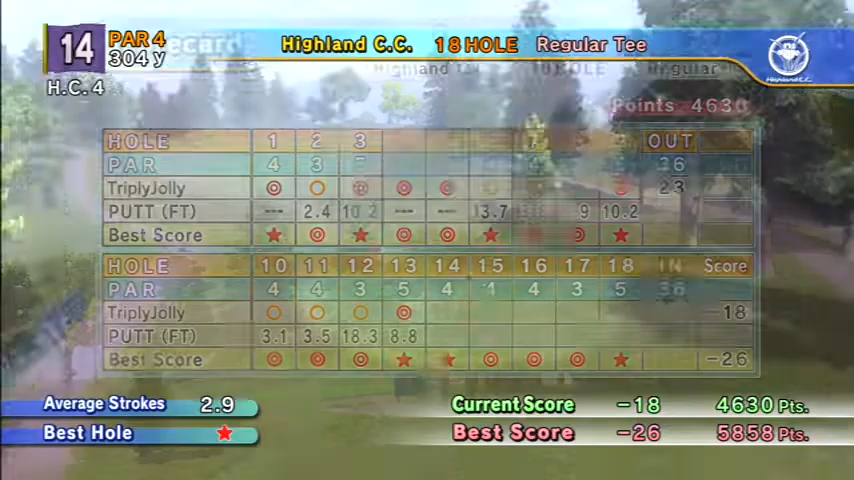 14 PAR 4 Highland C.C. 18 HOLE Regular Tee
304 y
H.C. 4
Points 4630
HOLE 1 2 3 OUT
PAR 4 3 36
TriplyJolly 23
PUTT (FT) --- 2.4 10.2 --- --- 13.7 10.2
Best Score
HOLE 10 11 12 13 14 15 16 17 18 IN Score
PAR 4 4 3 5 4 4 4 3 5 36
TriplyJolly -18
PUTT (FT) 3.1 3.5 18.3 8.8
Best Score -26
Average Strokes 2.9 Current Score -18 4630 Pts.
Best Hole Best Score -26 5858 Pts.